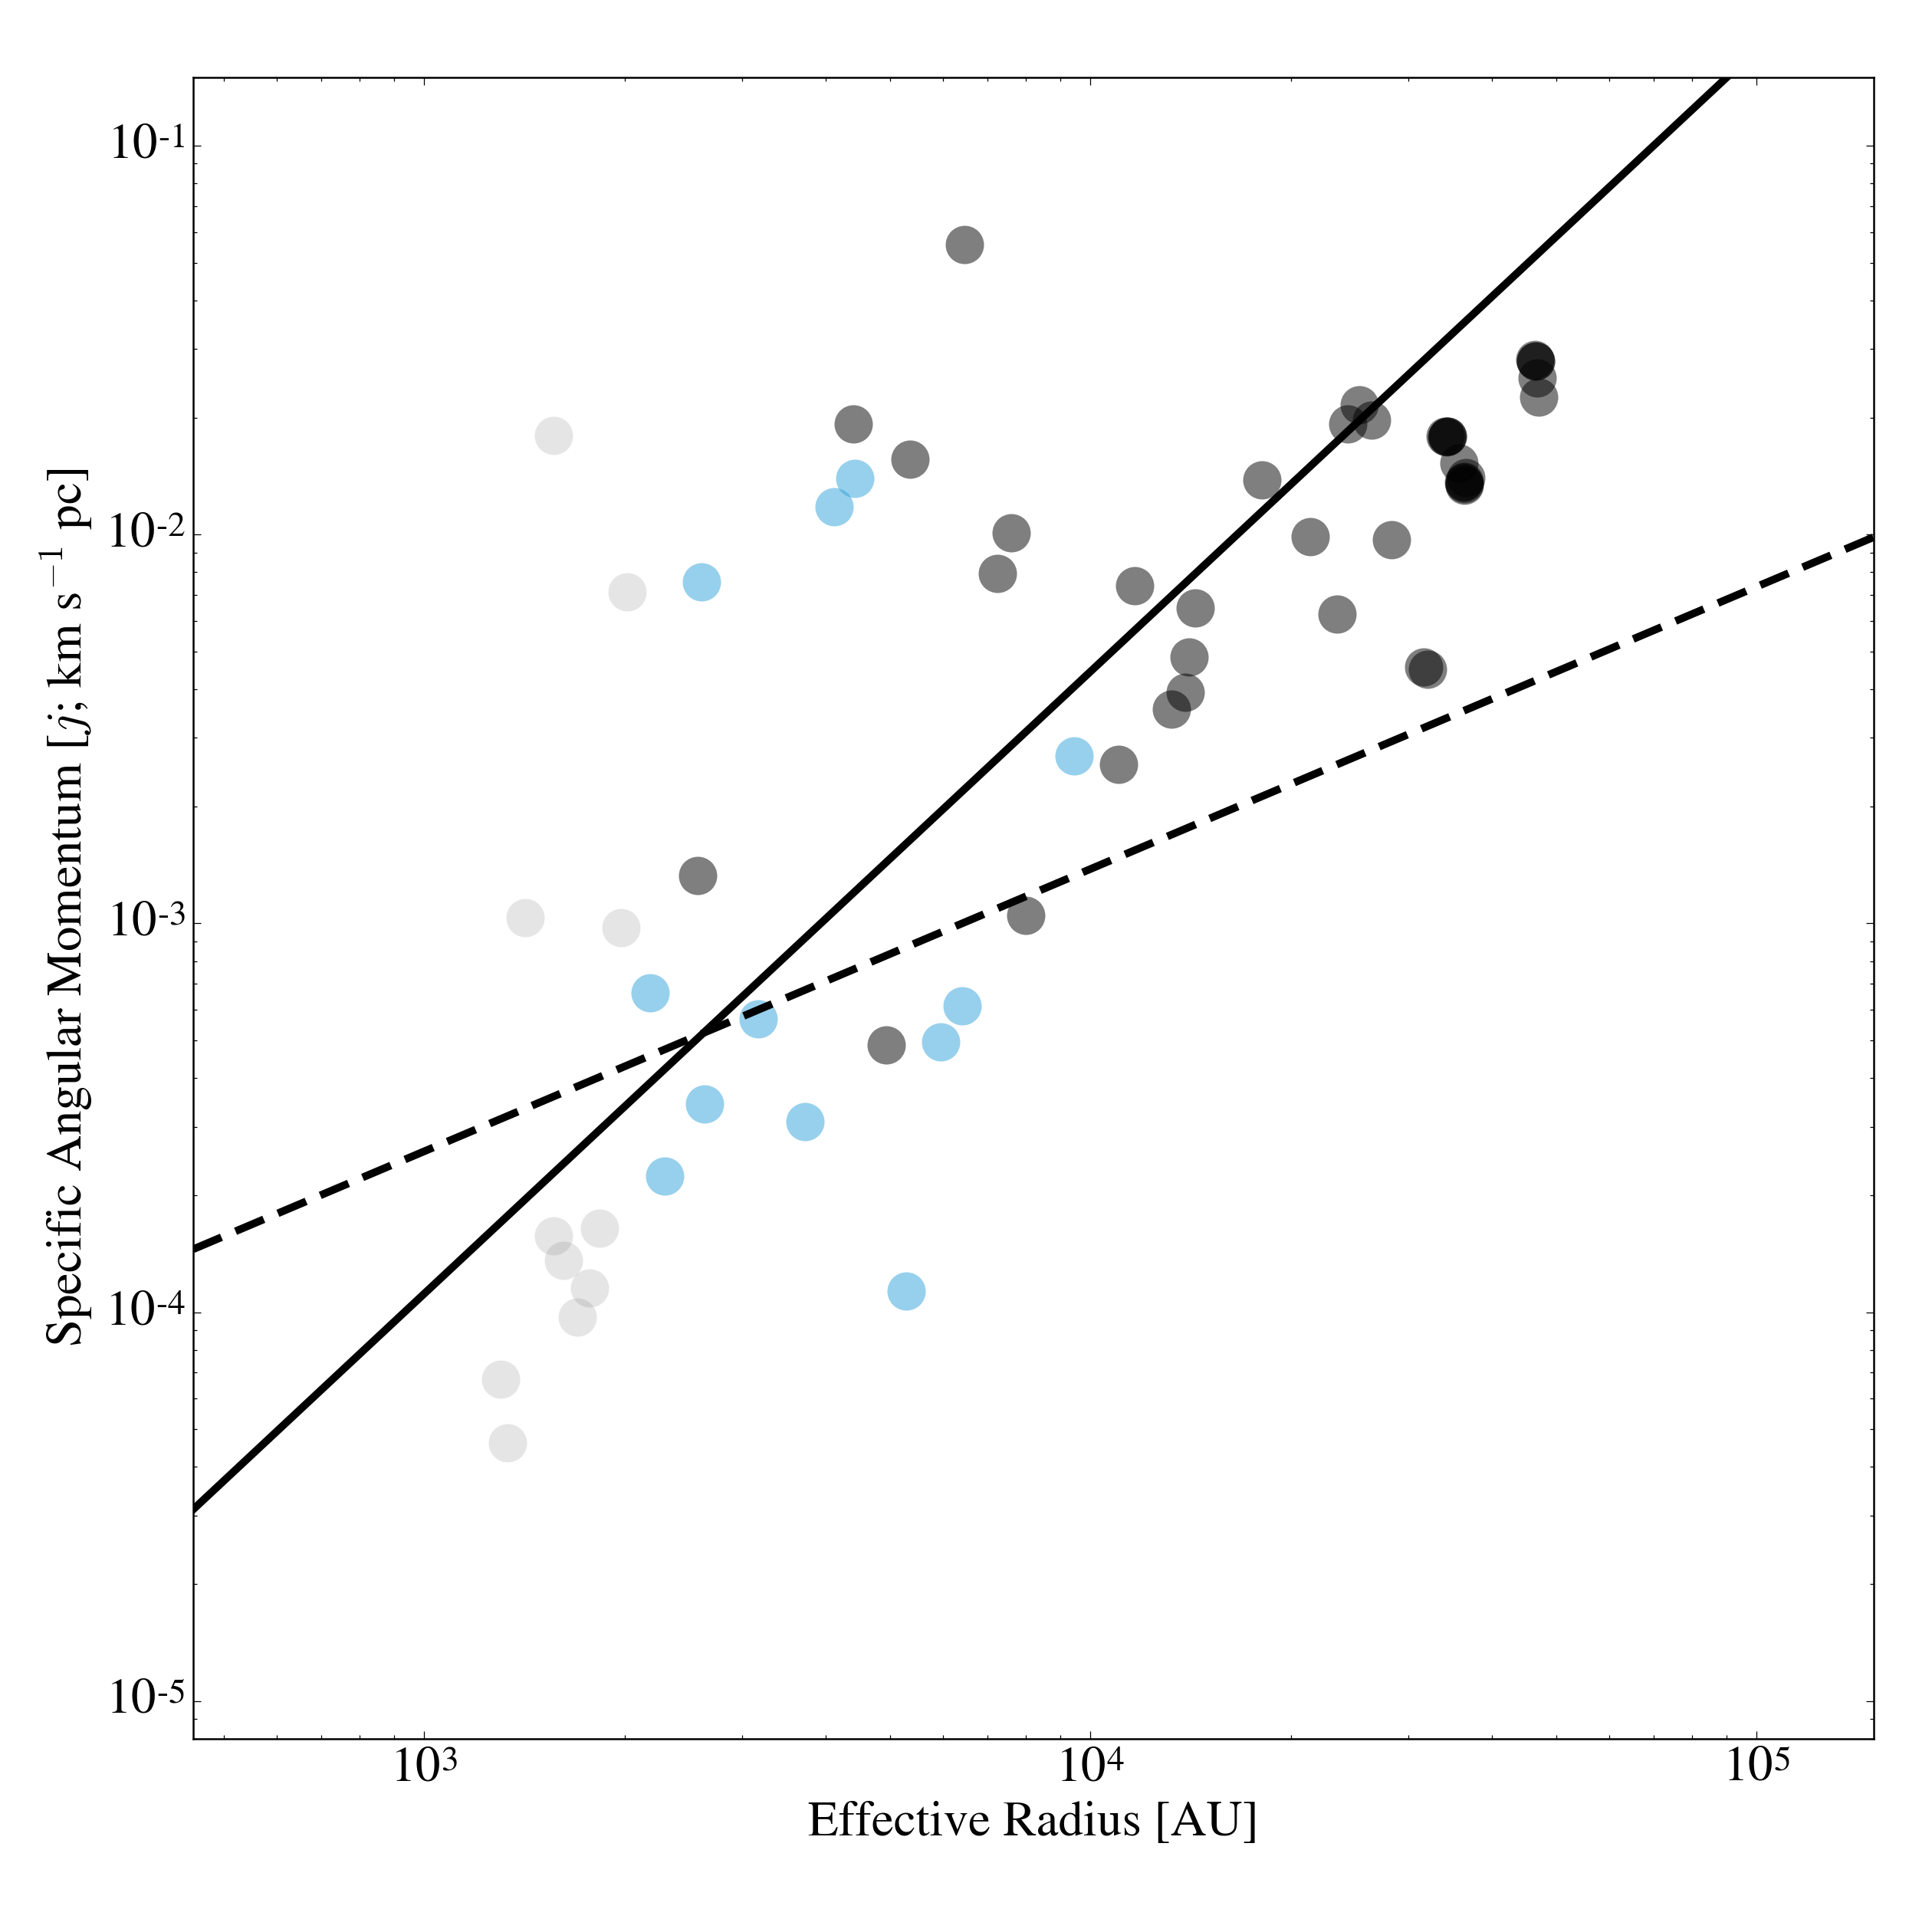 10⁻¹
10⁻²
10⁻³
10⁻⁴
10⁻⁵
Specific Angular Momentum [j; km s⁻¹ pc]
10³ 10⁴ 10⁵
Effective Radius [AU]